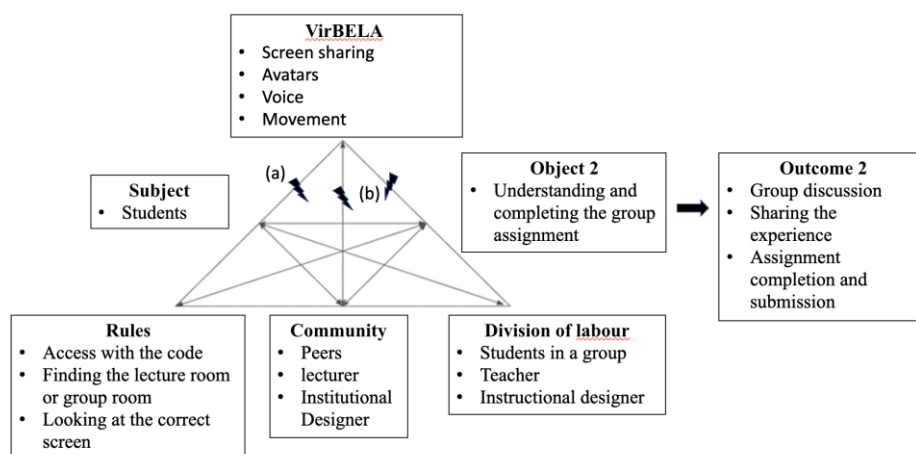 VirBELA
• Screen sharing
• Avatars
• Voice
• Movement
(a)
(b)
Subject
• Students
Object 2
• Understanding and
completing the group
assignment
Outcome 2
• Group discussion
• Sharing the
experience
• Assignment
completion and
submission
Rules
• Access with the code
• Finding the lecture room
or group room
• Looking at the correct
screen
Community
• Peers
• lecturer
• Institutional
Designer
Division of labour
• Students in a group
• Teacher
• Instructional designer